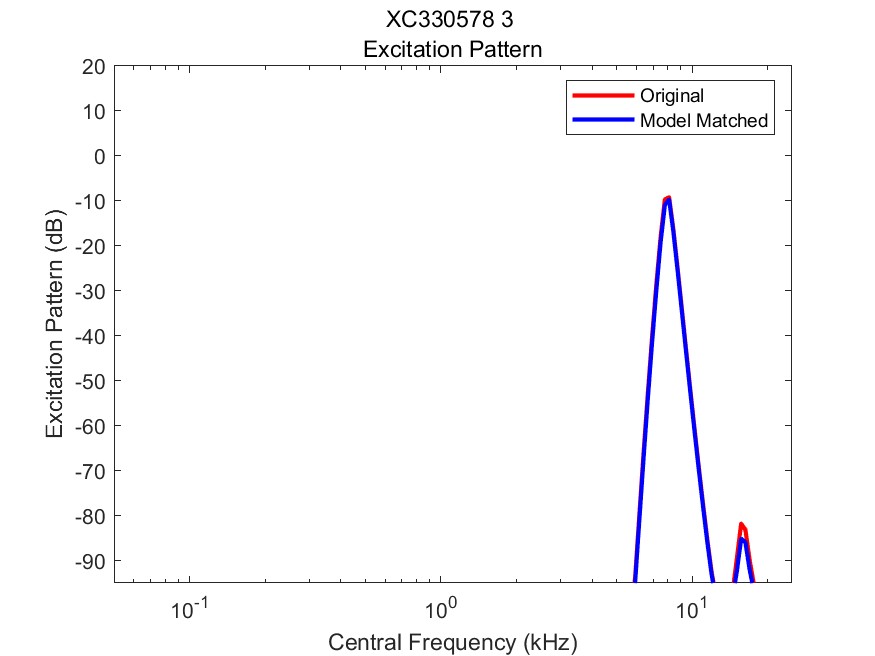 XC330578 3
Excitation Pattern
Original
Model Matched
20
10
0
-10
-20
-30
-40
-50
-60
-70
-80
-90
Excitation Pattern (dB)
10^-1
10^0
10^1
Central Frequency (kHz)